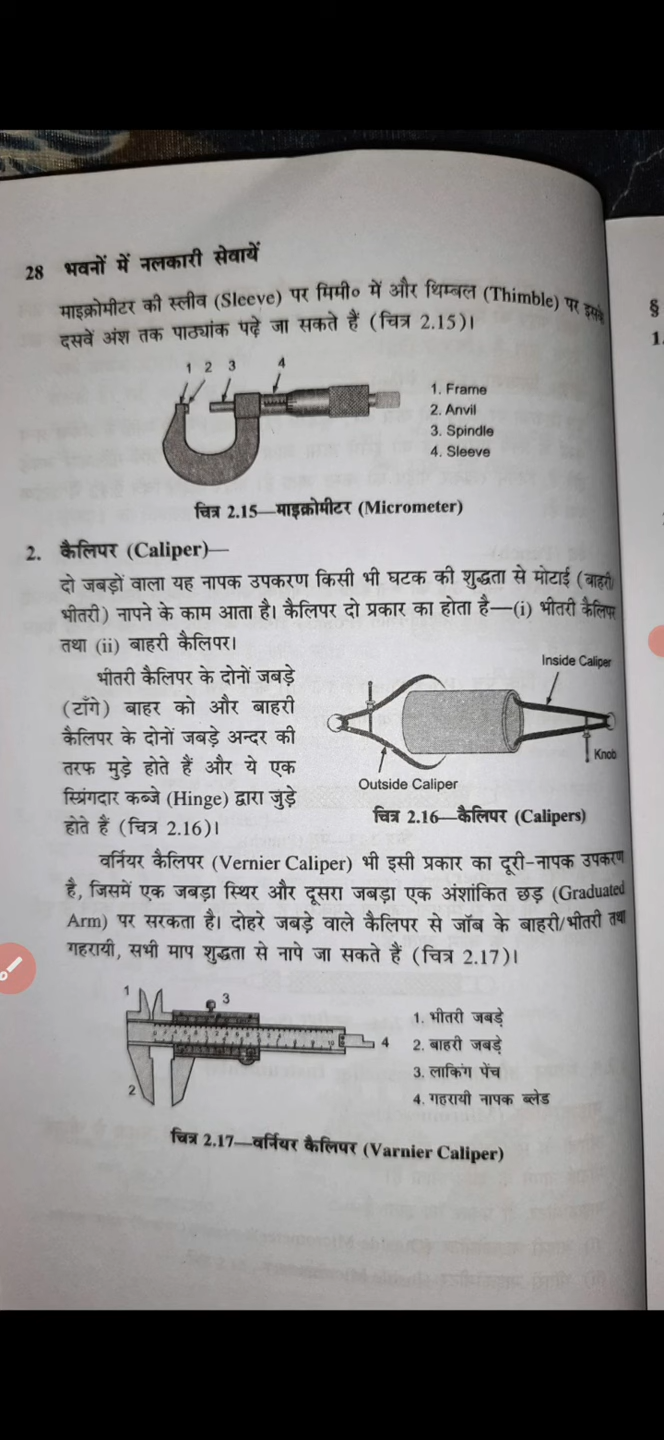 28 भवनों में नलकारी सेवायें
माइक्रोमीटर की स्लीव (Sleeve) पर मिमी० में और थिम्बल (Thimble) पर इसके
दसवें अंश तक पाठ्यांक पढ़े जा सकते हैं (चित्र 2.15)।
1 2 3 4
1. Frame
2. Anvil
3. Spindle
4. Sleeve
चित्र 2.15—माइक्रोमीटर (Micrometer)
2. कैलिपर (Caliper)—
दो जबड़ों वाला यह नापक उपकरण किसी भी घटक की शुद्धता से मोटाई (बाहरी/
भीतरी) नापने के काम आता है। कैलिपर दो प्रकार का होता है—(i) भीतरी कैलिपर
तथा (ii) बाहरी कैलिपर।
भीतरी कैलिपर के दोनों जबड़े
(टाँगे) बाहर को और बाहरी
कैलिपर के दोनों जबड़े अन्दर की
तरफ मुड़े होते हैं और ये एक
स्प्रिंगदार कब्जे (Hinge) द्वारा जुड़े
होते हैं (चित्र 2.16)।
Inside Caliper
Knob
Outside Caliper
चित्र 2.16—कैलिपर (Calipers)
वर्नियर कैलिपर (Vernier Caliper) भी इसी प्रकार का दूरी-नापक उपकरण
है, जिसमें एक जबड़ा स्थिर और दूसरा जबड़ा एक अंशांकित छड़ (Graduated
Arm) पर सरकता है। दोहरे जबड़े वाले कैलिपर से जॉब के बाहरी/भीतरी तथा
गहरायी, सभी माप शुद्धता से नापे जा सकते हैं (चित्र 2.17)।
1
3
4
2
1. भीतरी जबड़े
2. बाहरी जबड़े
3. लाकिंग पेंच
4. गहरायी नापक ब्लेड
चित्र 2.17—वर्नियर कैलिपर (Varnier Caliper)
§
1.